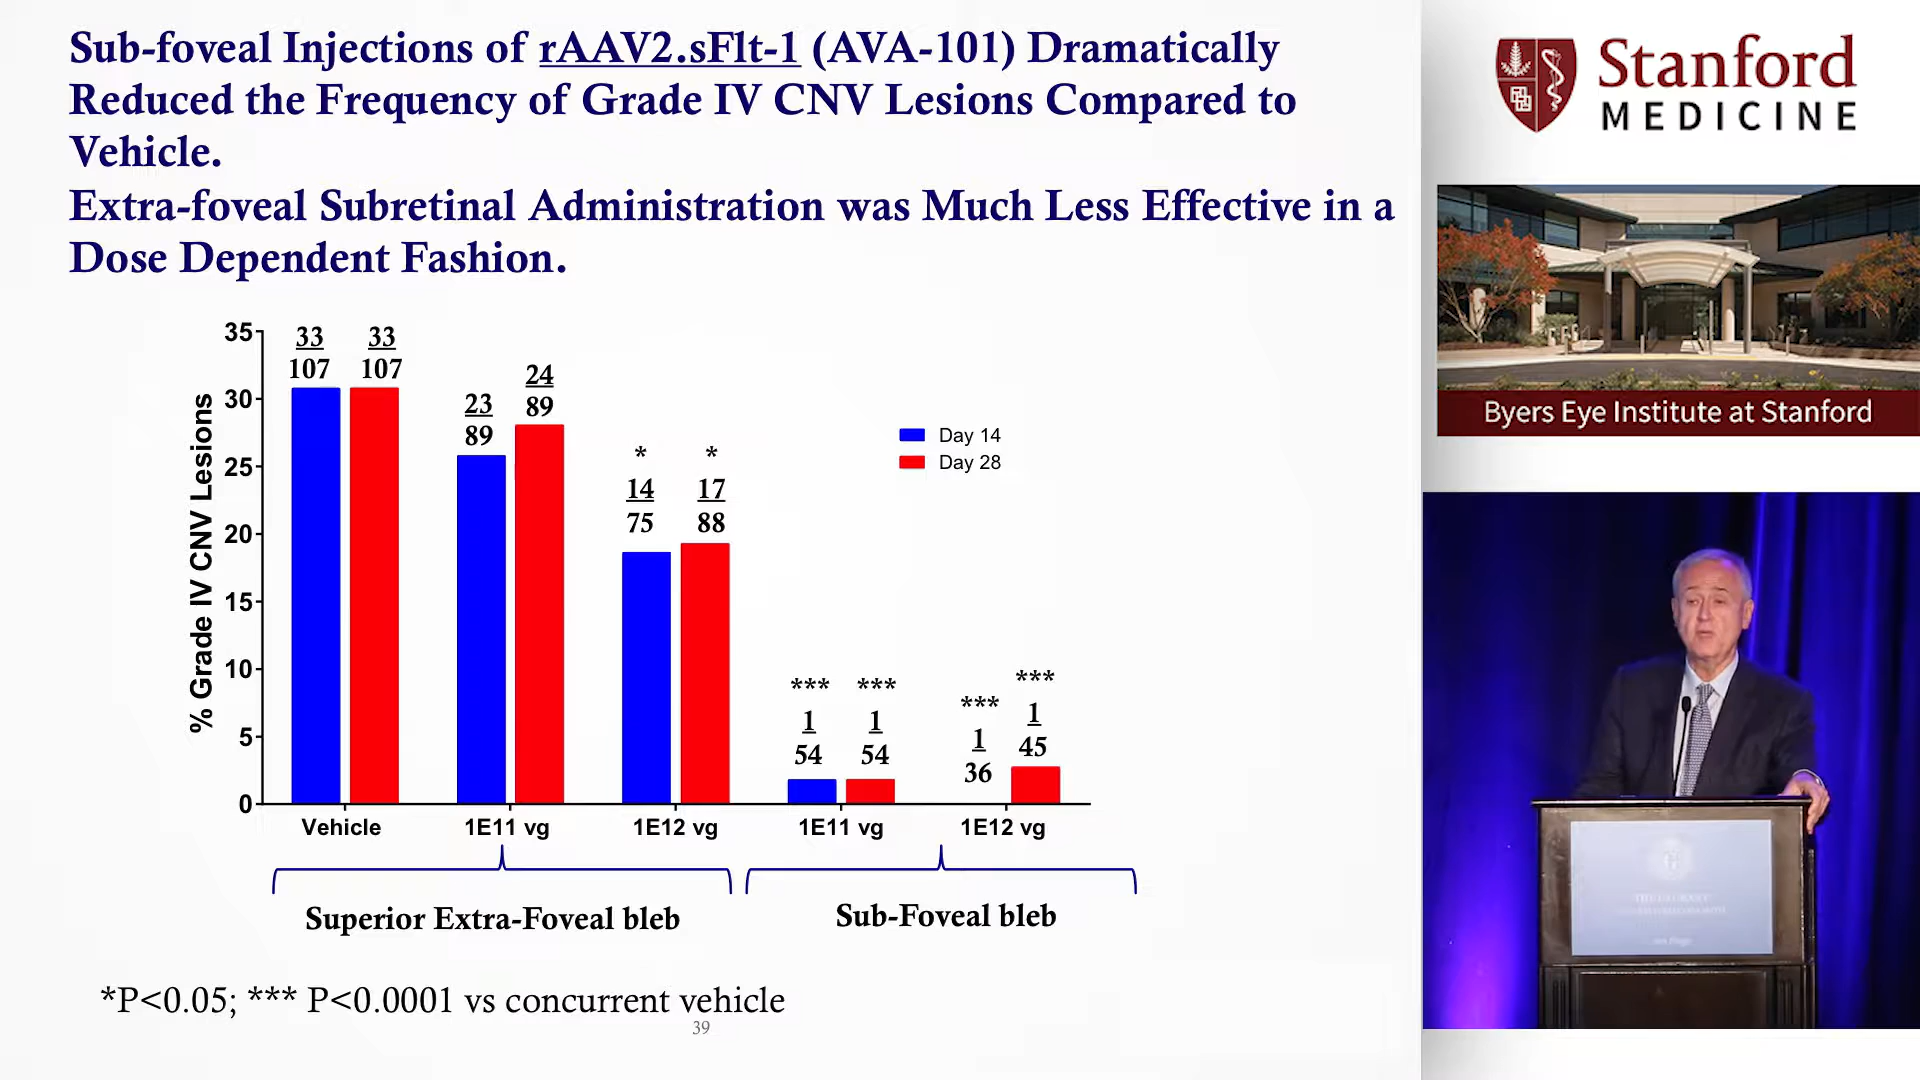 Sub-foveal Injections of rAAV2.sFlt-1 (AVA-101) Dramatically
Reduced the Frequency of Grade IV CNV Lesions Compared to
Vehicle.
Extra-foveal Subretinal Administration was Much Less Effective in a
Dose Dependent Fashion.
% Grade IV CNV Lesions
35
30
25
20
15
10
5
0
33
107
33
107
23
89
24
89
*
14
75
*
17
88
***
1
54
***
1
54
***
1
36
***
1
45
Day 14
Day 28
Vehicle
1E11 vg
1E12 vg
1E11 vg
1E12 vg
Superior Extra-Foveal bleb
Sub-Foveal bleb
*P<0.05; *** P<0.0001 vs concurrent vehicle
39
Stanford
MEDICINE
Byers Eye Institute at Stanford